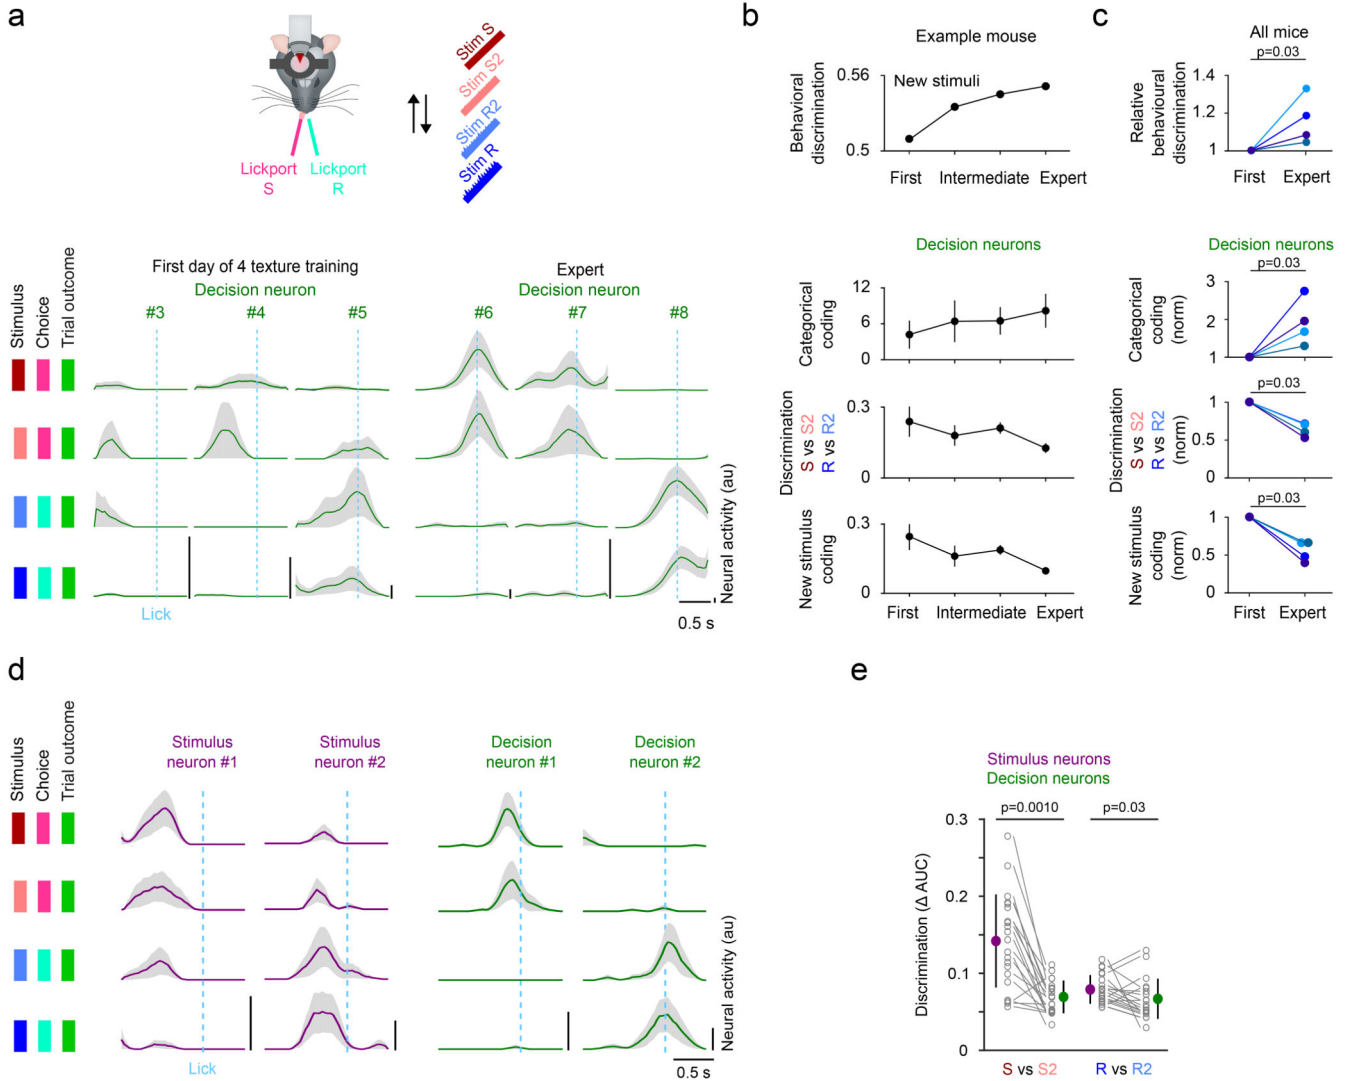 a
Stim S
Stim S2
Stim R2
Stim R
Lickport
S
Lickport
R
Stimulus
Choice
Trial outcome
First day of 4 texture training
Decision neuron
#3
#4
#5
Expert
Decision neuron
#6
#7
#8
Lick
Neural activity (au)
0.5 s
b
Example mouse
Behavioral
discrimination
0.56
0.5
New stimuli
First
Intermediate
Expert
Decision neurons
Categorical
coding
12
6
0
Discrimination
S vs S2
R vs R2
0.3
0
New stimulus
coding
0.3
0
First
Intermediate
Expert
c
All mice
p=0.03
Relative
behavioural
discrimination
1.4
1.2
1
First
Expert
Decision neurons
p=0.03
Categorical
coding
(norm)
3
2
1
p=0.03
Discrimination
S vs S2
R vs R2
(norm)
1
0.5
0
p=0.03
New stimulus
coding
(norm)
1
0.5
0
First
Expert
d
Stimulus
Choice
Trial outcome
Stimulus
neuron #1
Stimulus
neuron #2
Decision
neuron #1
Decision
neuron #2
Lick
Neural activity (au)
0.5 s
e
Stimulus neurons
Decision neurons
p=0.0010
p=0.03
Discrimination (Δ AUC)
0.3
0.2
0.1
0
S vs S2
R vs R2